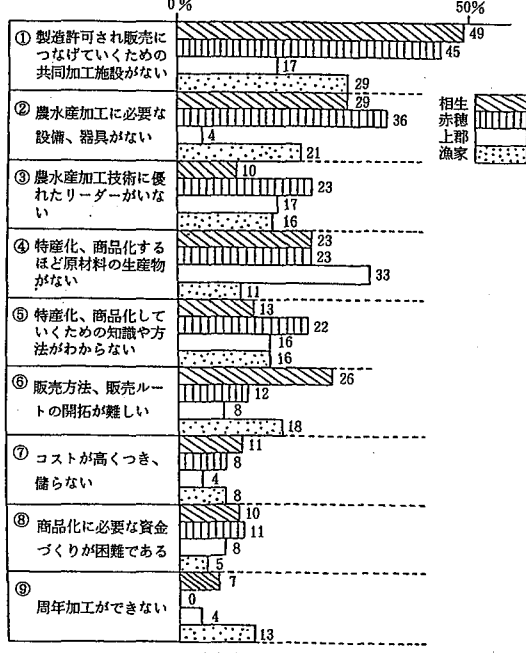 0% 50%
① 製造許可され販売に
つなげていくための
共同加工施設がない
49
45
17
29
② 農水産加工に必要な
設備、器具がない
29
36
4
21
相生
赤穂
上郡
漁家
③ 農水産加工技術に優
れたリーダーがいな
い
10
23
17
16
④ 特産化、商品化する
ほど原材料の生産物
がない
23
23
33
11
⑤ 特産化、商品化して
いくための知識や方
法がわからない
13
22
16
16
⑥ 販売方法、販売ルー
トの開拓が難しい
26
12
8
18
⑦ コストが高くつき、
儲らない
11
8
4
8
⑧ 商品化に必要な資金
づくりが困難である
10
11
8
5
⑨ 周年加工ができない
7
0
4
13